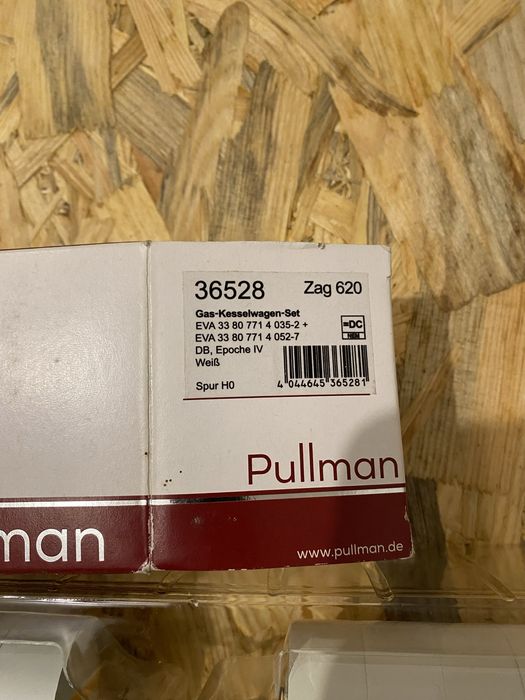 36528 Zag 620
Gas-Kesselwagen-Set
EVA 33 80 771 4 035-2 +
EVA 33 80 771 4 052-7
DB, Epoche IV
Weiß
Spur H0
=DC
NEM
4 044645 365281
Pullman
man
www.pullman.de